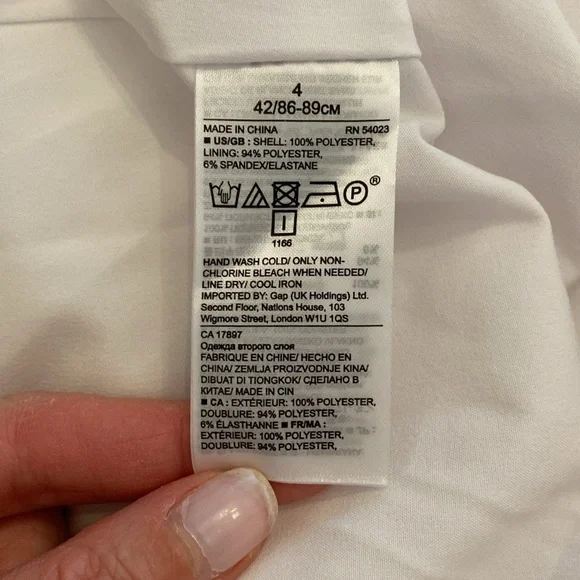 4
42/86-89CM
MADE IN CHINA RN 54023
■ US/GB : SHELL: 100% POLYESTER,
LINING: 94% POLYESTER,
6% SPANDEX/ELASTANE
P ®
I
1166
HAND WASH COLD/ ONLY NON-
CHLORINE BLEACH WHEN NEEDED/
LINE DRY/ COOL IRON
IMPORTED BY: Gap (UK Holdings) Ltd.
Second Floor, Nations House, 103
Wigmore Street, London W1U 1QS
CA 17897
Одежда второго слоя
FABRIQUE EN CHINE/ HECHO EN
CHINA/ ZEMLJA PROIZVODNJE KINA/
DIBUAT DI TIONGKOK/ СДЕЛАНО В
КИТАЕ/ MADE IN CIN
■ CA : EXTÉRIEUR: 100% POLYESTER,
DOUBLURE: 94% POLYESTER,
6% ÉLASTHANNE ■ FR/MA :
EXTÉRIEUR: 100% POLYESTER,
DOUBLURE: 94% POLYESTER,